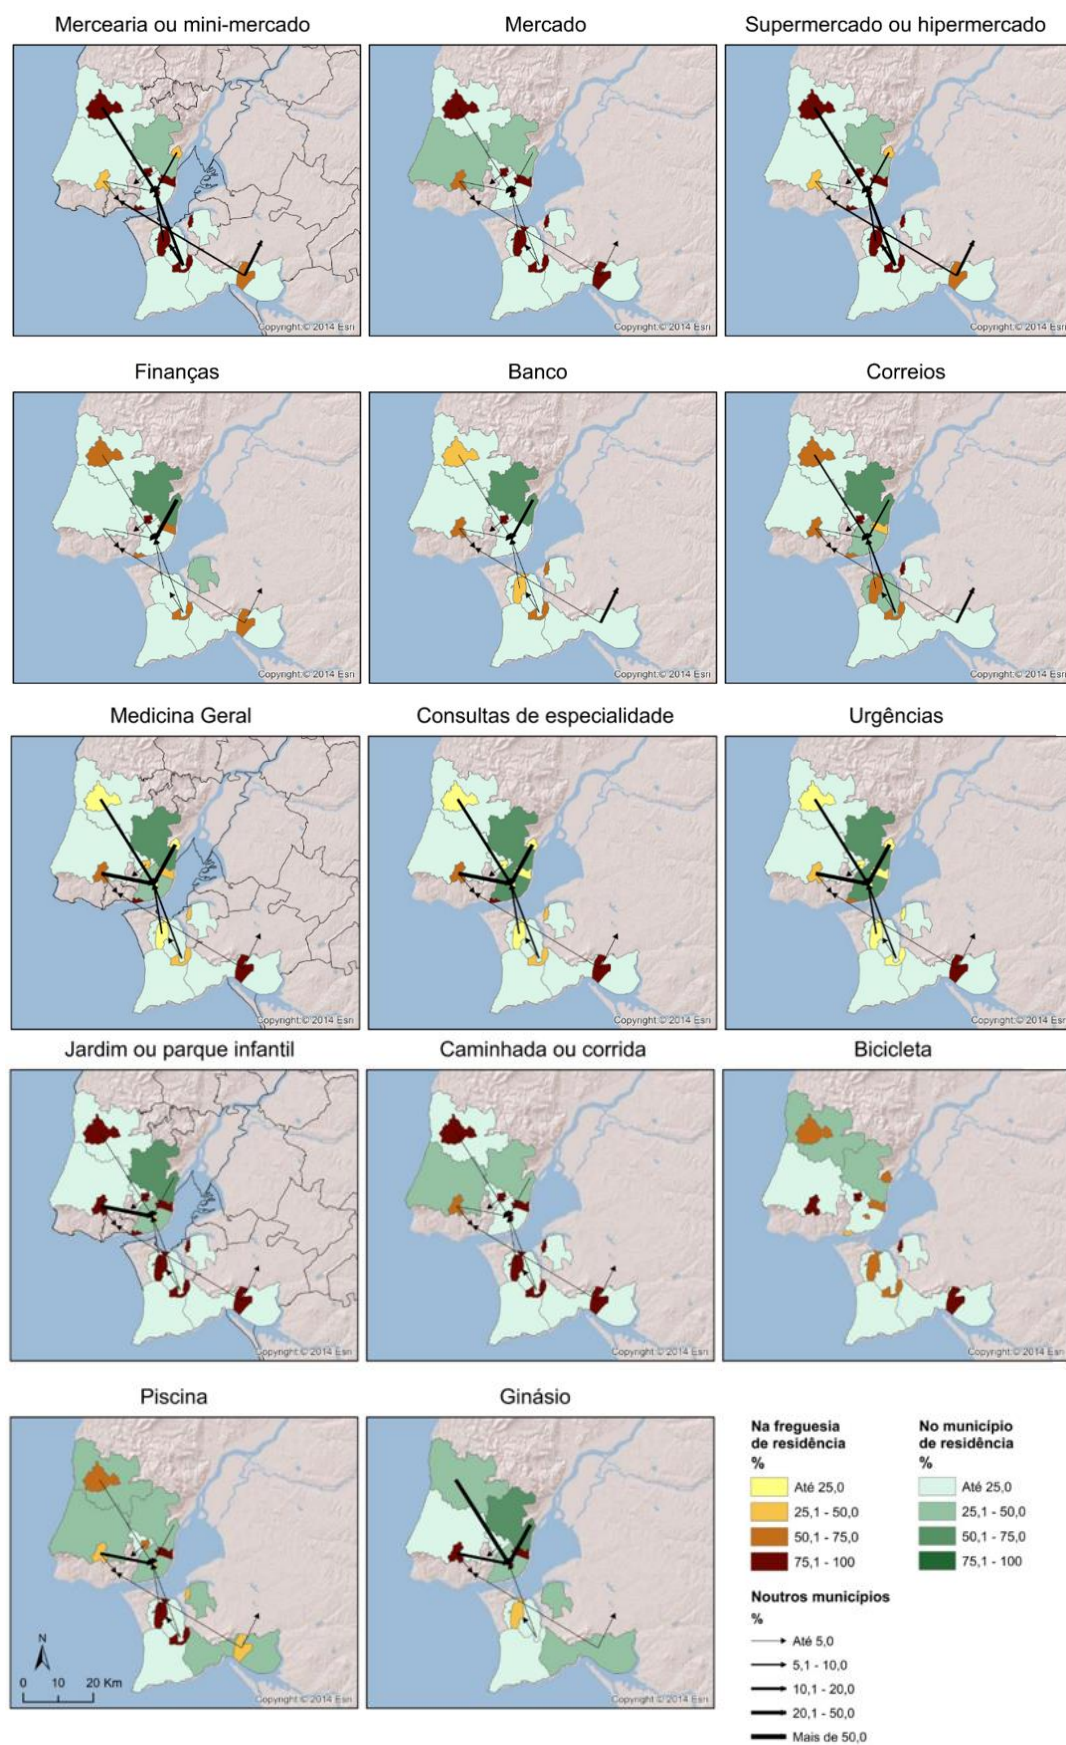 Mercearia ou mini-mercado
Mercado
Supermercado ou hipermercado
Copyright:© 2014 Esri
Copyright:© 2014 Esri
Copyright:© 2014 Esri
Finanças
Banco
Correios
Copyright:© 2014 Esri
Copyright:© 2014 Esri
Copyright:© 2014 Esri
Medicina Geral
Consultas de especialidade
Urgências
Copyright:© 2014 Esri
Copyright:© 2014 Esri
Copyright:© 2014 Esri
Jardim ou parque infantil
Caminhada ou corrida
Bicicleta
Copyright:© 2014 Esri
Copyright:© 2014 Esri
Copyright:© 2014 Esri
Piscina
Ginásio
N
0 10 20 Km
Copyright:© 2014 Esri
Copyright:© 2014 Esri
Na freguesia
de residência
%
Até 25,0
25,1 - 50,0
50,1 - 75,0
75,1 - 100
No município
de residência
%
Até 25,0
25,1 - 50,0
50,1 - 75,0
75,1 - 100
Noutros municípios
%
Até 5,0
5,1 - 10,0
10,1 - 20,0
20,1 - 50,0
Mais de 50,0